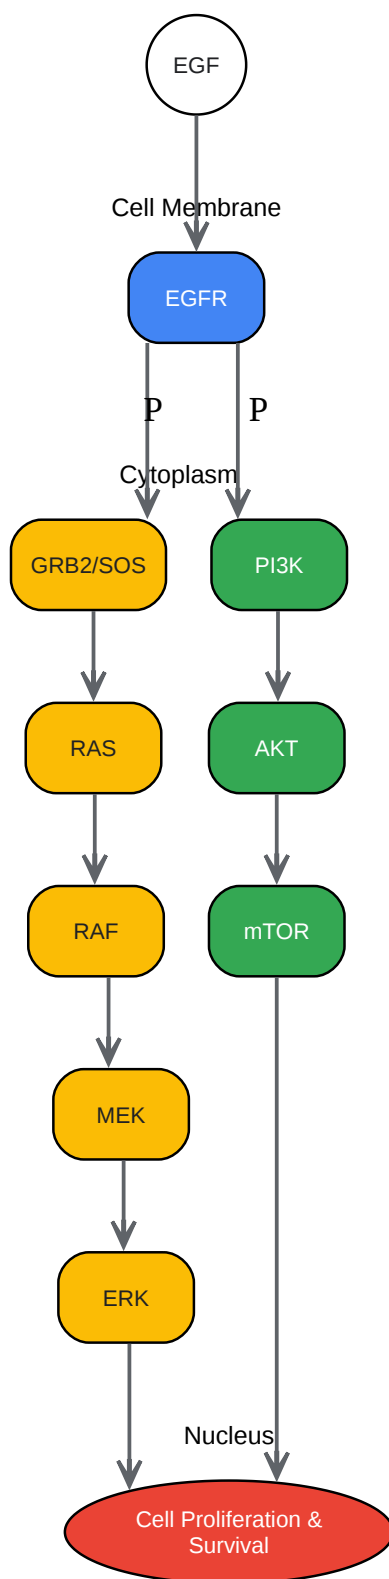 EGF
Cell Membrane
EGFR
P P
Cytoplasm
GRB2/SOS PI3K
RAS AKT
RAF mTOR
MEK
ERK
Nucleus
Cell Proliferation &
Survival